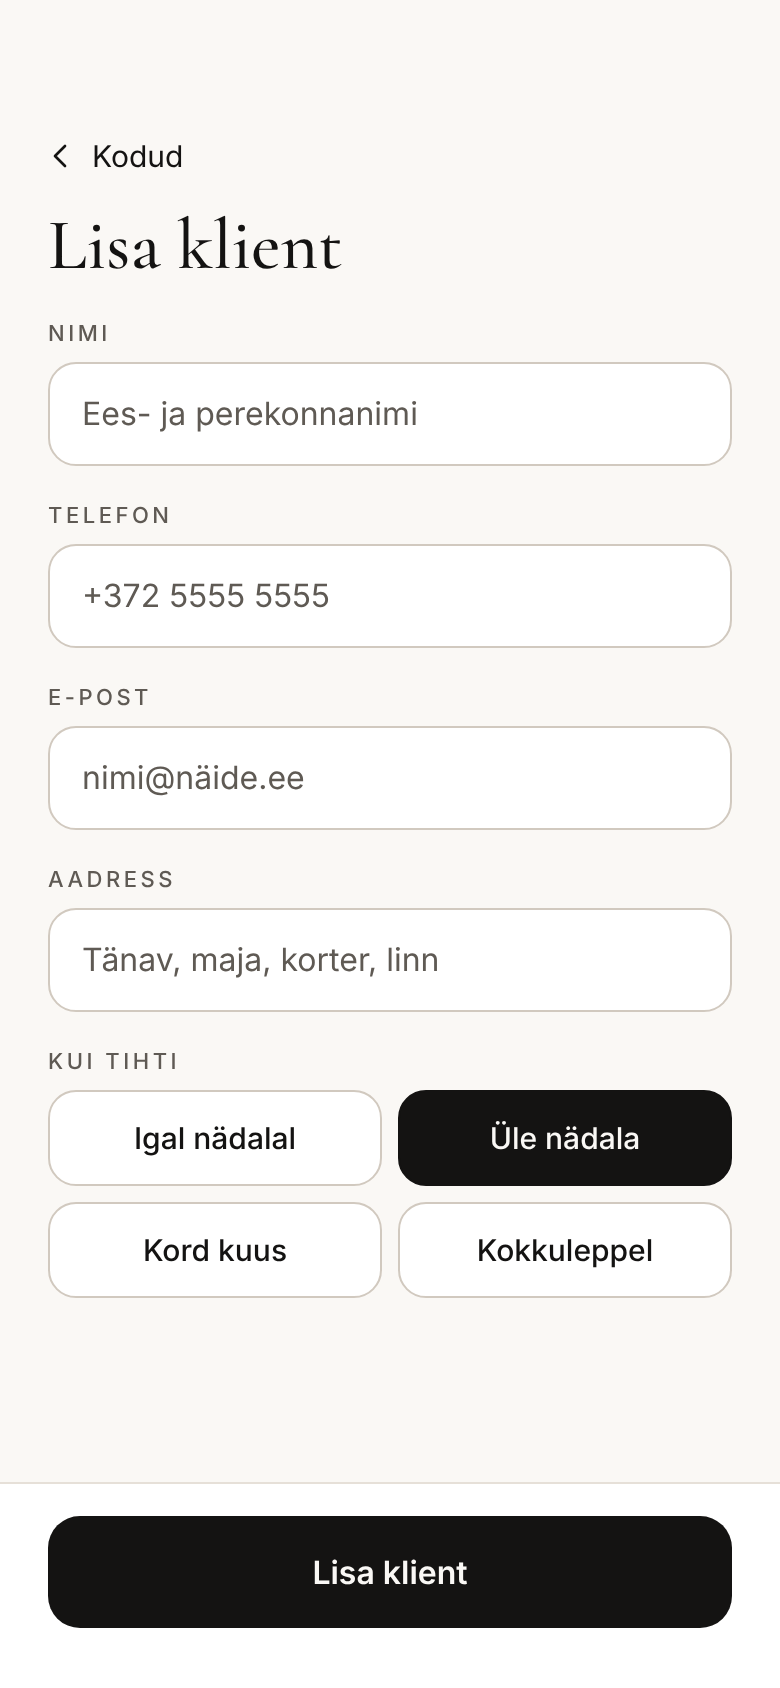 Kodud
Lisa klient
NIMI
Ees- ja perekonnanimi
TELEFON
+372 5555 5555
E-POST
nimi@näide.ee
AADRESS
Tänav, maja, korter, linn
KUI TIHTI
Igal nädalal
Üle nädala
Kord kuus
Kokkuleppel
Lisa klient